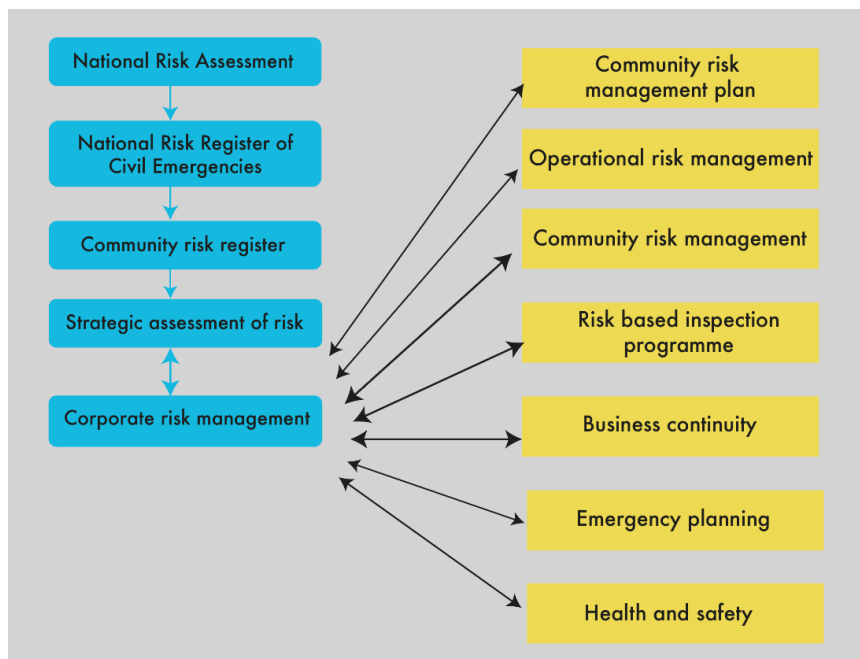 National Risk Assessment
National Risk Register of
Civil Emergencies
Community risk register
Strategic assessment of risk
Corporate risk management
Community risk
management plan
Operational risk management
Community risk management
Risk based inspection
programme
Business continuity
Emergency planning
Health and safety